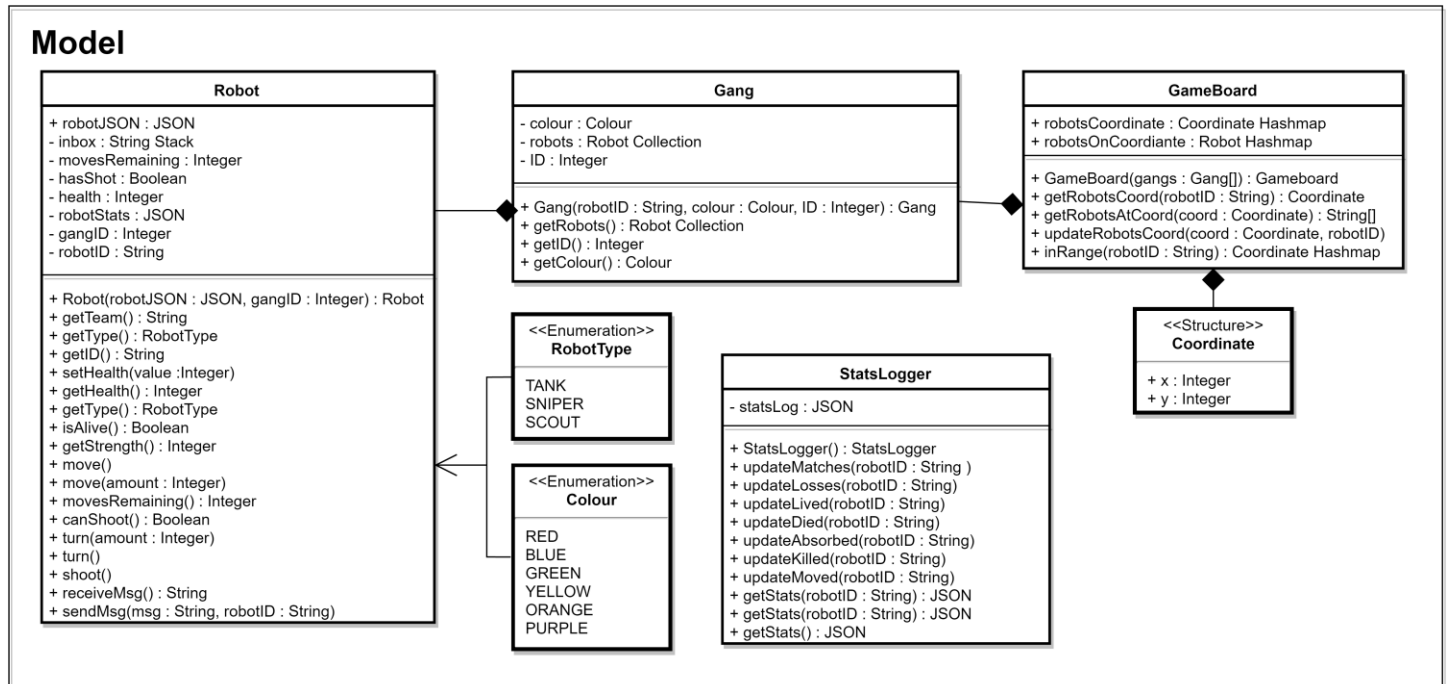 Model
Robot
+ robotJSON : JSON
- inbox : String Stack
- movesRemaining : Integer
- hasShot : Boolean
- health : Integer
- robotStats : JSON
- gangID : Integer
- robotID : String
+ Robot(robotJSON : JSON, gangID : Integer) : Robot
+ getTeam() : String
+ getType() : RobotType
+ getID() : String
+ setHealth(value :Integer)
+ getHealth() : Integer
+ getType() : RobotType
+ isAlive() : Boolean
+ getStrength() : Integer
+ move()
+ move(amount : Integer)
+ movesRemaining() : Integer
+ canShoot() : Boolean
+ turn(amount : Integer)
+ turn()
+ shoot()
+ receiveMsg() : String
+ sendMsg(msg : String, robotID : String)
Gang
- colour : Colour
- robots : Robot Collection
- ID : Integer
+ Gang(robotID : String, colour : Colour, ID : Integer) : Gang
+ getRobots() : Robot Collection
+ getID() : Integer
+ getColour() : Colour
GameBoard
+ robotsCoordinate : Coordinate Hashmap
+ robotsOnCoordiante : Robot Hashmap
+ GameBoard(gangs : Gang[]) : Gameboard
+ getRobotsCoord(robotID : String) : Coordinate
+ getRobotsAtCoord(coord : Coordinate) : String[]
+ updateRobotsCoord(coord : Coordinate, robotID)
+ inRange(robotID : String) : Coordinate Hashmap
<<Enumeration>>
RobotType
TANK
SNIPER
SCOUT
<<Enumeration>>
Colour
RED
BLUE
GREEN
YELLOW
ORANGE
PURPLE
StatsLogger
- statsLog : JSON
+ StatsLogger() : StatsLogger
+ updateMatches(robotID : String )
+ updateLosses(robotID : String)
+ updateLived(robotID : String)
+ updateDied(robotID : String)
+ updateAbsorbed(robotID : String)
+ updateKilled(robotID : String)
+ updateMoved(robotID : String)
+ getStats(robotID : String) : JSON
+ getStats(robotID : String) : JSON
+ getStats() : JSON
<<Structure>>
Coordinate
+ x : Integer
+ y : Integer